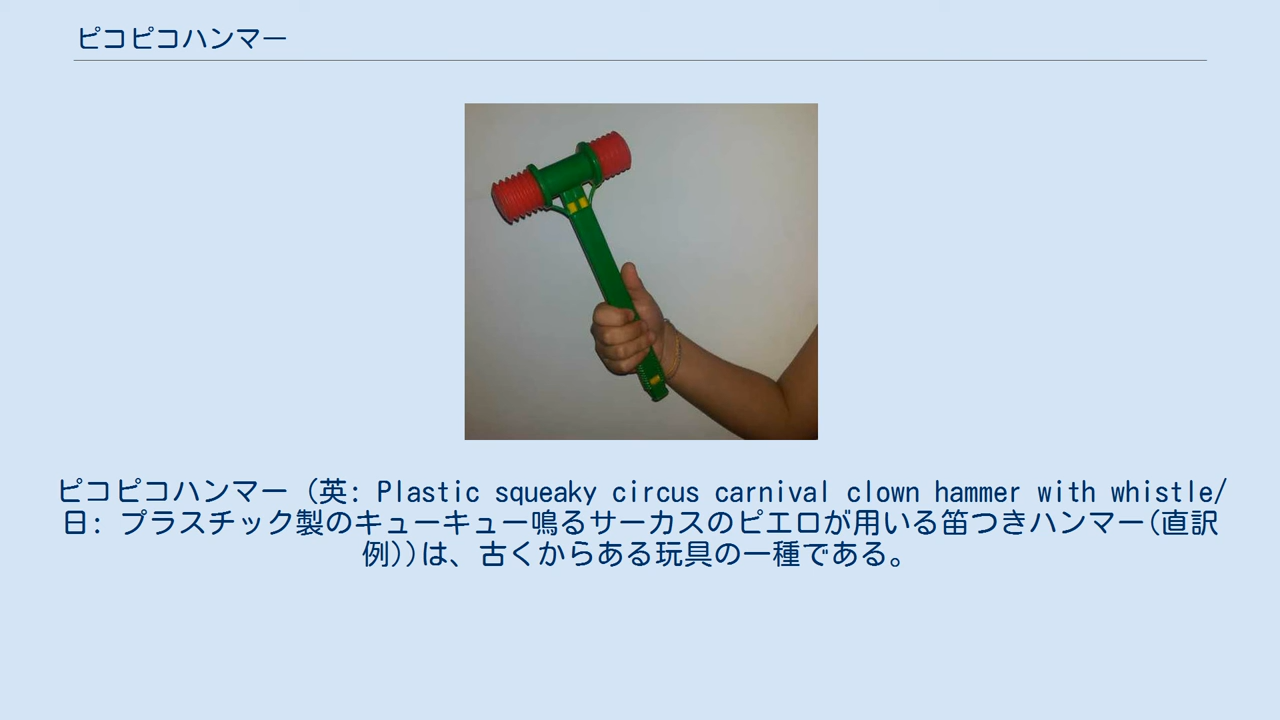 ピコピコハンマー
ピコピコハンマー（英: Plastic squeaky circus carnival clown hammer with whistle/
日: プラスチック製のキューキュー鳴るサーカスのピエロが用いる笛つきハンマー(直訳
例))は、古くからある玩具の一種である。